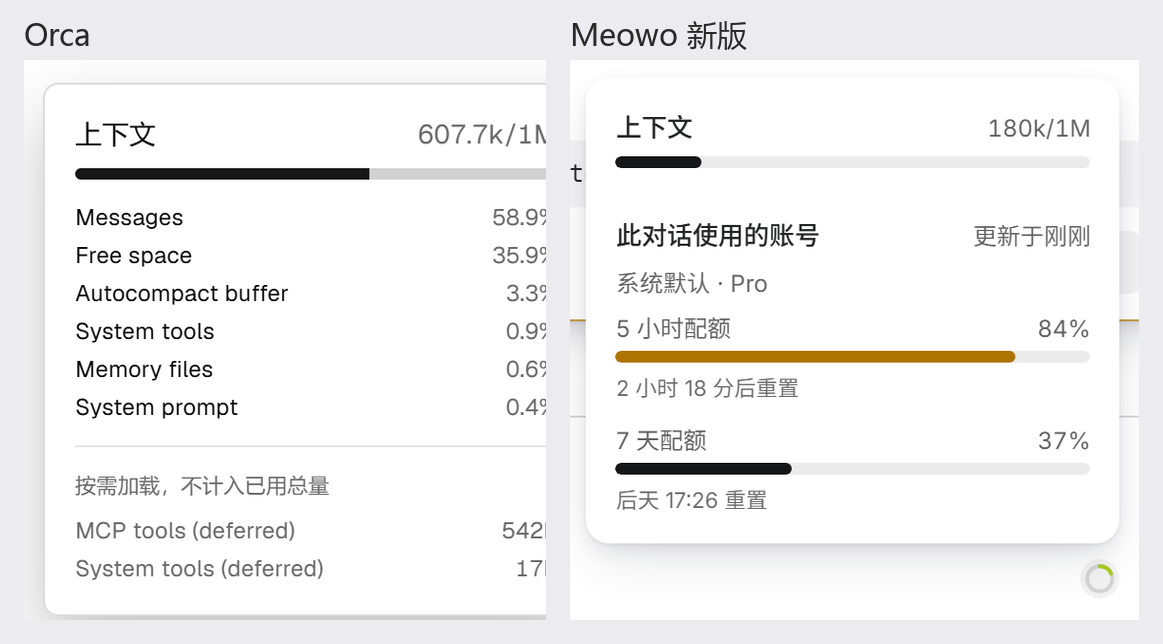 Orca
上下文 607.7k/1M
Messages 58.9%
Free space 35.9%
Autocompact buffer 3.3%
System tools 0.9%
Memory files 0.6%
System prompt 0.4%
按需加载，不计入已用总量
MCP tools (deferred) 542
System tools (deferred) 17
Meowo 新版
上下文 180k/1M
t
此对话使用的账号 更新于刚刚
系统默认 · Pro
5 小时配额 84%
2 小时 18 分后重置
7 天配额 37%
后天 17:26 重置